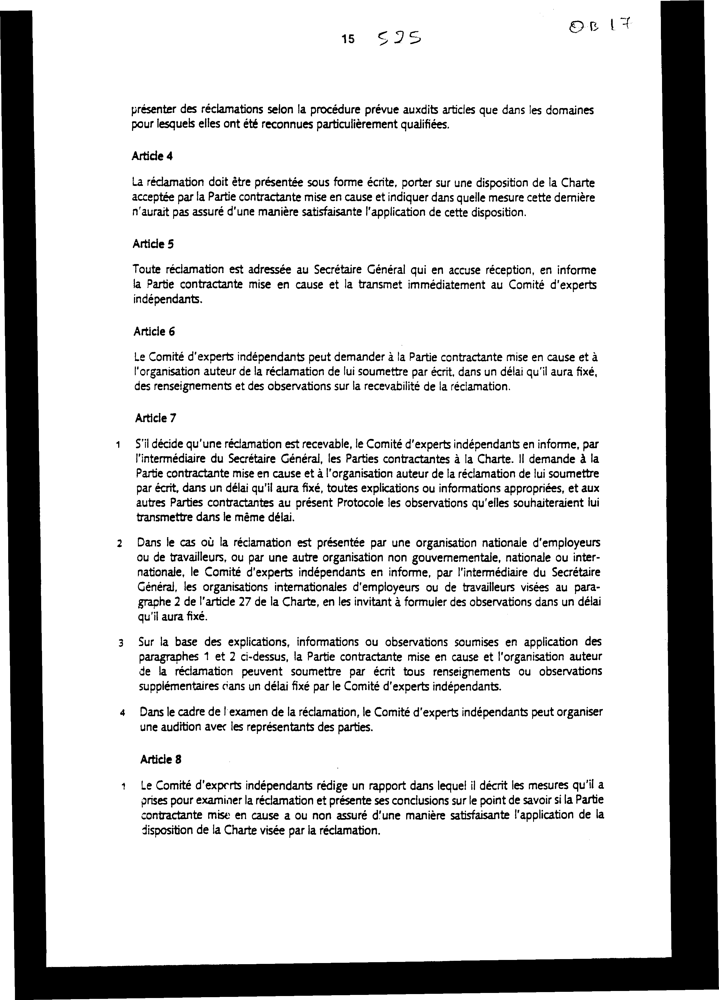 15 525
OB 17
présenter des réclamations selon la procédure prévue auxdits articles que dans les domaines
pour lesquels elles ont été reconnues particulièrement qualifiées.
Article 4
La réclamation doit être présentée sous forme écrite, porter sur une disposition de la Charte
acceptée par la Partie contractante mise en cause et indiquer dans quelle mesure cette dernière
n'aurait pas assuré d'une manière satisfaisante l'application de cette disposition.
Article 5
Toute réclamation est adressée au Secrétaire Général qui en accuse réception, en informe
la Partie contractante mise en cause et la transmet immédiatement au Comité d'experts
indépendants.
Article 6
Le Comité d'experts indépendants peut demander à la Partie contractante mise en cause et à
l'organisation auteur de la réclamation de lui soumettre par écrit, dans un délai qu'il aura fixé,
des renseignements et des observations sur la recevabilité de la réclamation.
Article 7
1 S'il décide qu'une réclamation est recevable, le Comité d'experts indépendants en informe, par
l'intermédiaire du Secrétaire Général, les Parties contractantes à la Charte. Il demande à la
Partie contractante mise en cause et à l'organisation auteur de la réclamation de lui soumettre
par écrit, dans un délai qu'il aura fixé, toutes explications ou informations appropriées, et aux
autres Parties contractantes au présent Protocole les observations qu'elles souhaiteraient lui
transmettre dans le même délai.
2 Dans le cas où la réclamation est présentée par une organisation nationale d'employeurs
ou de travailleurs, ou par une autre organisation non gouvernementale, nationale ou inter-
nationale, le Comité d'experts indépendants en informe, par l'intermédiaire du Secrétaire
Général, les organisations internationales d'employeurs ou de travailleurs visées au para-
graphe 2 de l'article 27 de la Charte, en les invitant à formuler des observations dans un délai
qu'il aura fixé.
3 Sur la base des explications, informations ou observations soumises en application des
paragraphes 1 et 2 ci-dessus, la Partie contractante mise en cause et l'organisation auteur
de la réclamation peuvent soumettre par écrit tous renseignements ou observations
supplémentaires dans un délai fixé par le Comité d'experts indépendants.
4 Dans le cadre de l'examen de la réclamation, le Comité d'experts indépendants peut organiser
une audition avec les représentants des parties.
Article 8
1 Le Comité d'experts indépendants rédige un rapport dans lequel il décrit les mesures qu'il a
prises pour examiner la réclamation et présente ses conclusions sur le point de savoir si la Partie
contractante mise en cause a ou non assuré d'une manière satisfaisante l'application de la
disposition de la Charte visée par la réclamation.